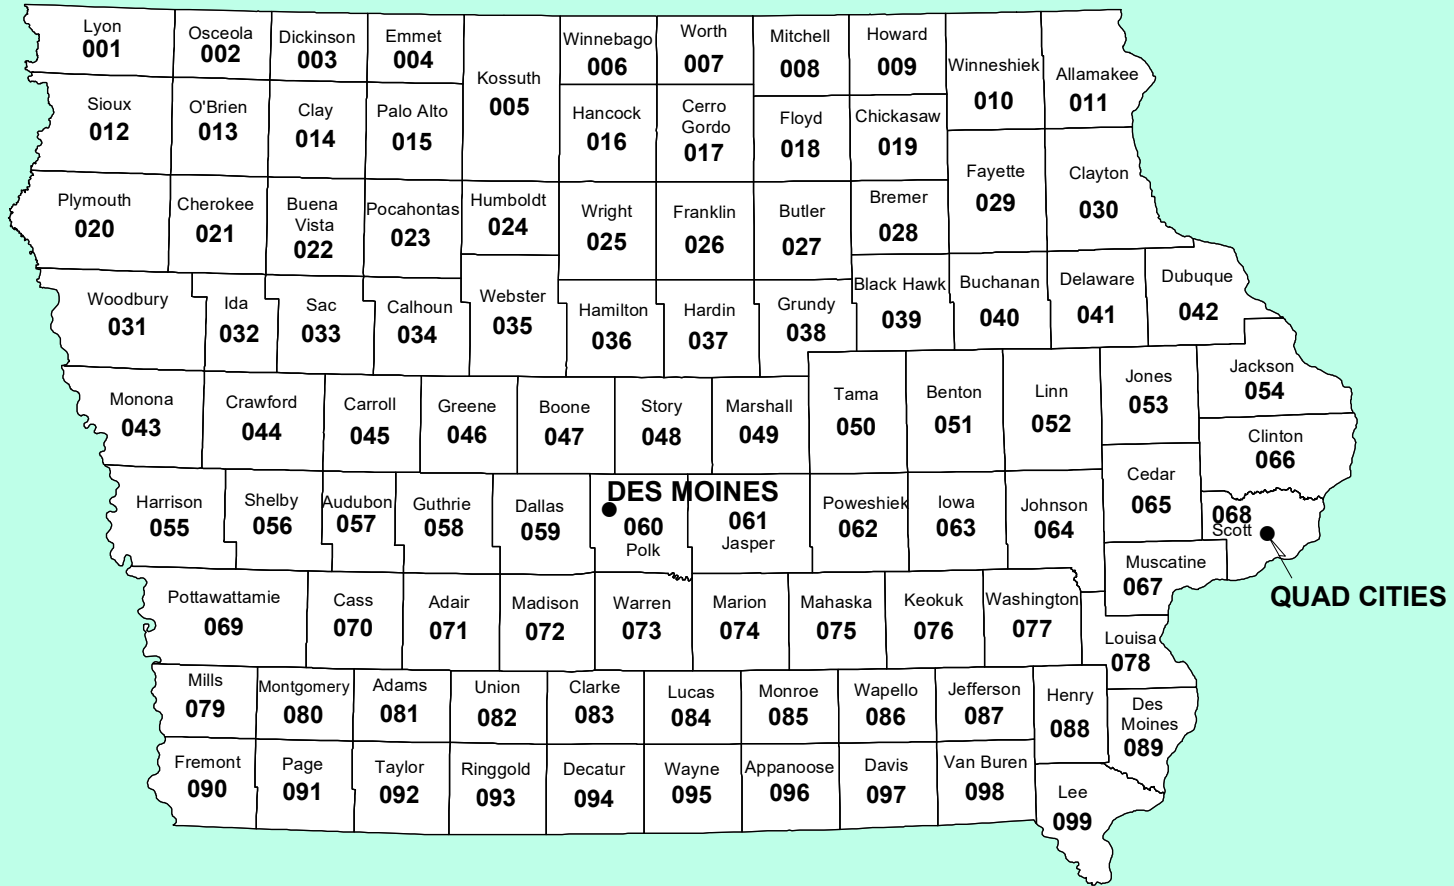 Lyon
001
Osceola
002
Dickinson
003
Emmet
004
Kossuth
005
Winnebago
006
Worth
007
Mitchell
008
Howard
009
Winneshiek
010
Allamakee
011
Sioux
012
O'Brien
013
Clay
014
Palo Alto
015
Hancock
016
Cerro
Gordo
017
Floyd
018
Chickasaw
019
Plymouth
020
Cherokee
021
Buena
Vista
022
Pocahontas
023
Humboldt
024
Wright
025
Franklin
026
Butler
027
Bremer
028
Fayette
029
Clayton
030
Woodbury
031
Ida
032
Sac
033
Calhoun
034
Webster
035
Hamilton
036
Hardin
037
Grundy
038
Black Hawk
039
Buchanan
040
Delaware
041
Dubuque
042
Monona
043
Crawford
044
Carroll
045
Greene
046
Boone
047
Story
048
Marshall
049
Tama
050
Benton
051
Linn
052
Jones
053
Jackson
054
Harrison
055
Shelby
056
Audubon
057
Guthrie
058
Dallas
059
DES MOINES
060
Polk
061
Jasper
Poweshiek
062
Iowa
063
Johnson
064
Cedar
065
Clinton
066
Muscatine
067
068
Scott
QUAD CITIES
Pottawattamie
069
Cass
070
Adair
071
Madison
072
Warren
073
Marion
074
Mahaska
075
Keokuk
076
Washington
077
Louisa
078
Mills
079
Montgomery
080
Adams
081
Union
082
Clarke
083
Lucas
084
Monroe
085
Wapello
086
Jefferson
087
Henry
088
Des
Moines
089
Fremont
090
Page
091
Taylor
092
Ringgold
093
Decatur
094
Wayne
095
Appanoose
096
Davis
097
Van Buren
098
Lee
099